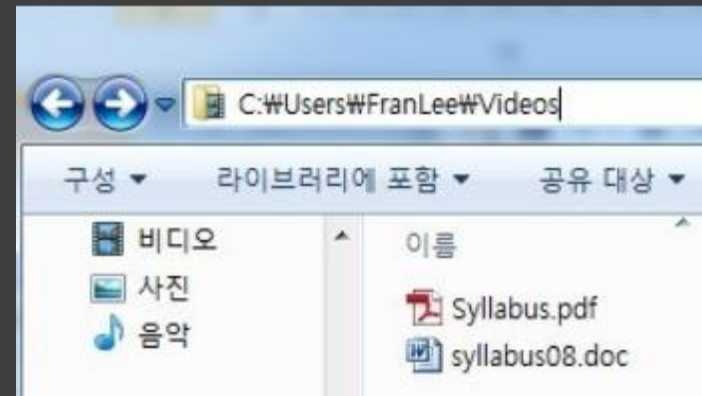 C:₩Users₩FranLee₩Videos
구성 라이브러리에 포함 공유 대상
비디오
사진
음악
이름
Syllabus.pdf
syllabus08.doc